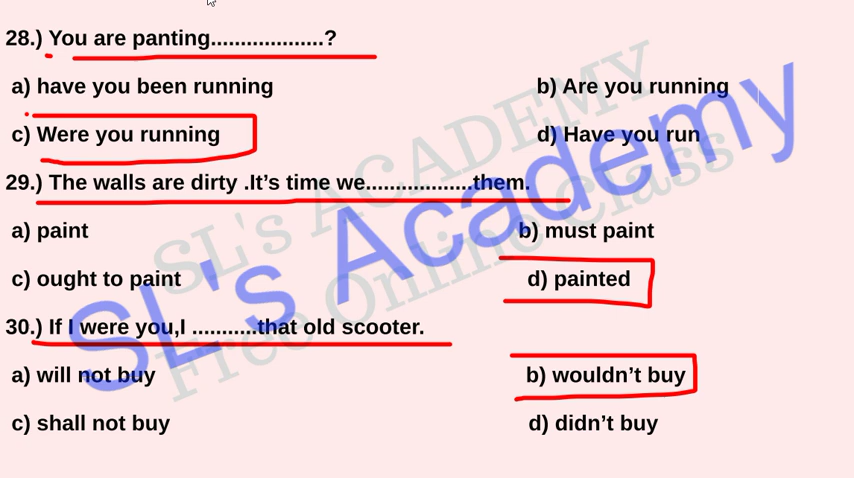 28.) You are panting...................?
a) have you been running b) Are you running
c) Were you running d) Have you run
29.) The walls are dirty .It’s time we..................them.
a) paint b) must paint
c) ought to paint d) painted
30.) If I were you,I ...........that old scooter.
a) will not buy b) wouldn’t buy
c) shall not buy d) didn’t buy
SL's ACADEMY
SL's Academy
Free Online Class